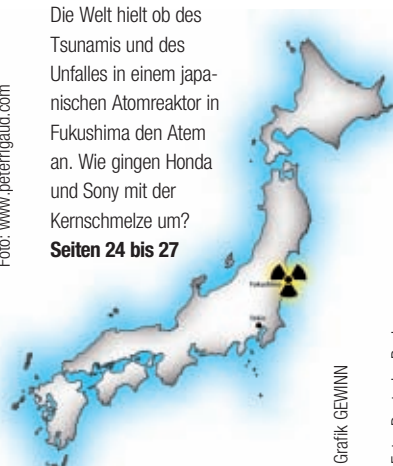 Die Welt hielt ob des
Tsunamis und des
Unfalles in einem japa-
nischen Atomreaktor in
Fukushima den Atem
an. Wie gingen Honda
und Sony mit der
Kernschmelze um?
Seiten 24 bis 27
Foto: www.peterrigaud.com
Fukushima
Grafik GEWINN